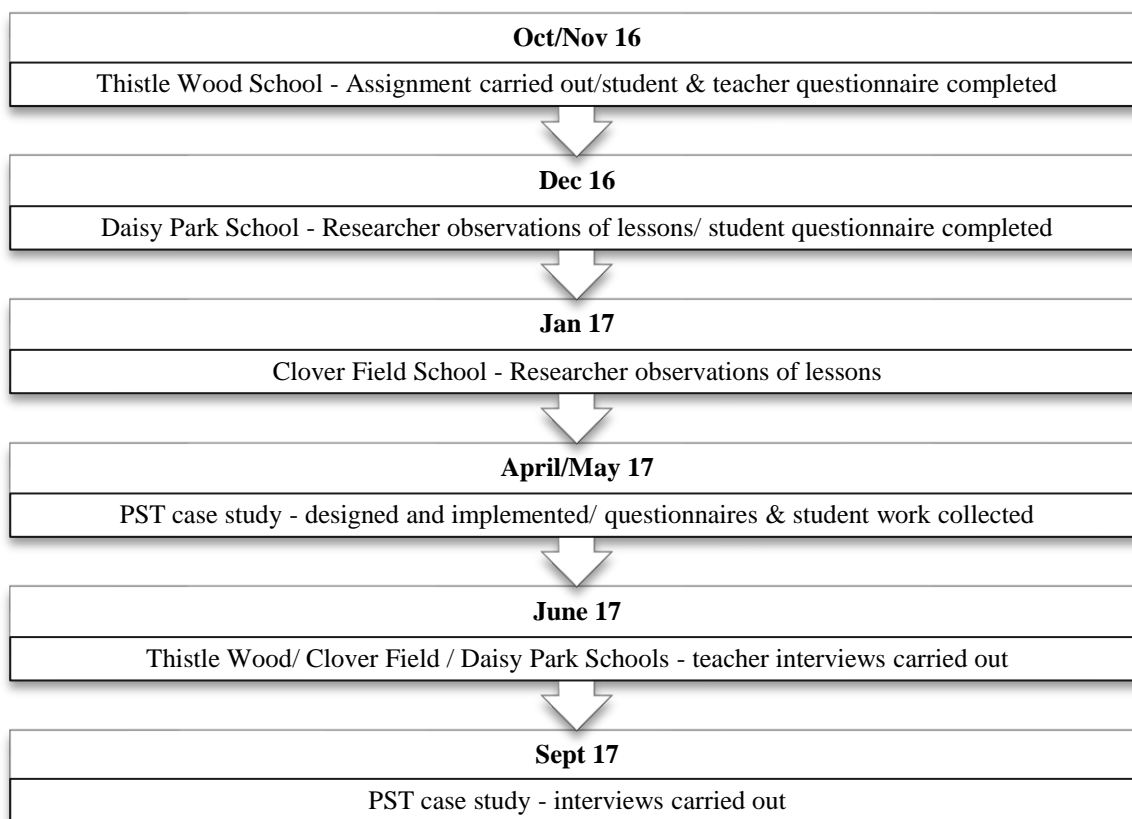 Oct/Nov 16
Thistle Wood School - Assignment carried out/student & teacher questionnaire completed
Dec 16
Daisy Park School - Researcher observations of lessons/ student questionnaire completed
Jan 17
Clover Field School - Researcher observations of lessons
April/May 17
PST case study - designed and implemented/ questionnaires & student work collected
June 17
Thistle Wood/ Clover Field / Daisy Park Schools - teacher interviews carried out
Sept 17
PST case study - interviews carried out